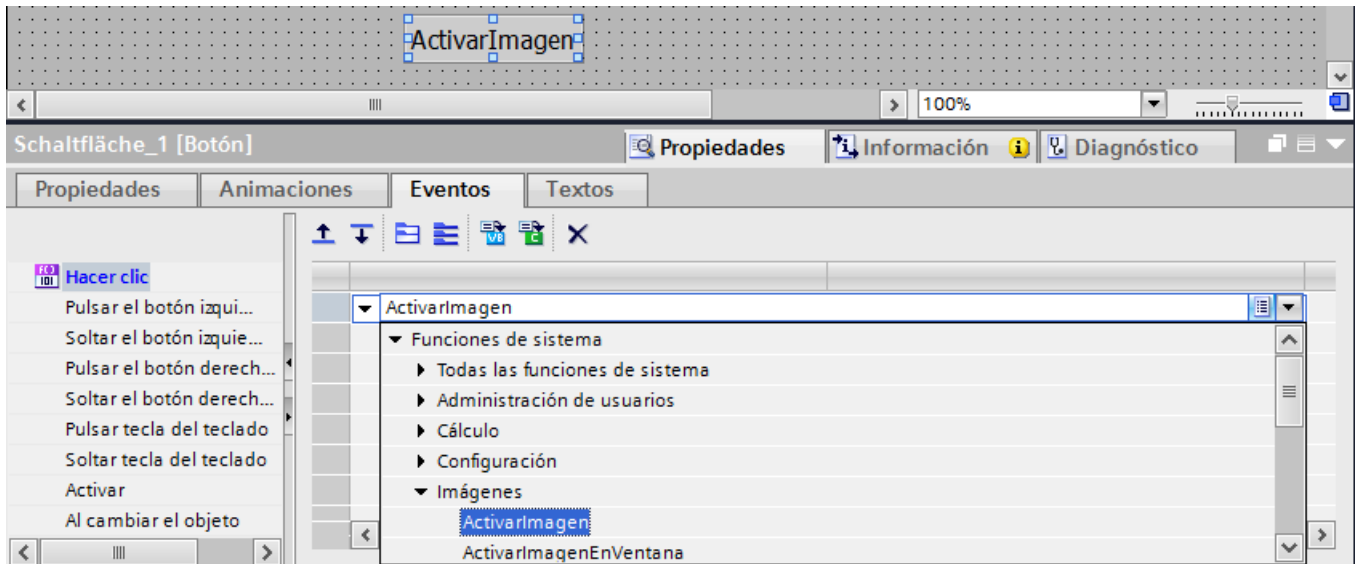 ActivarImagen
100%
Schaltfläche_1 [Botón]
Propiedades
Información
Diagnóstico
Propiedades
Animaciones
Eventos
Textos
Hacer clic
Pulsar el botón izqui...
Soltar el botón izquie...
Pulsar el botón derech...
Soltar el botón derech...
Pulsar tecla del teclado
Soltar tecla del teclado
Activar
Al cambiar el objeto
ActivarImagen
Funciones de sistema
Todas las funciones de sistema
Administración de usuarios
Cálculo
Configuración
Imágenes
ActivarImagen
ActivarImagenEnVentana